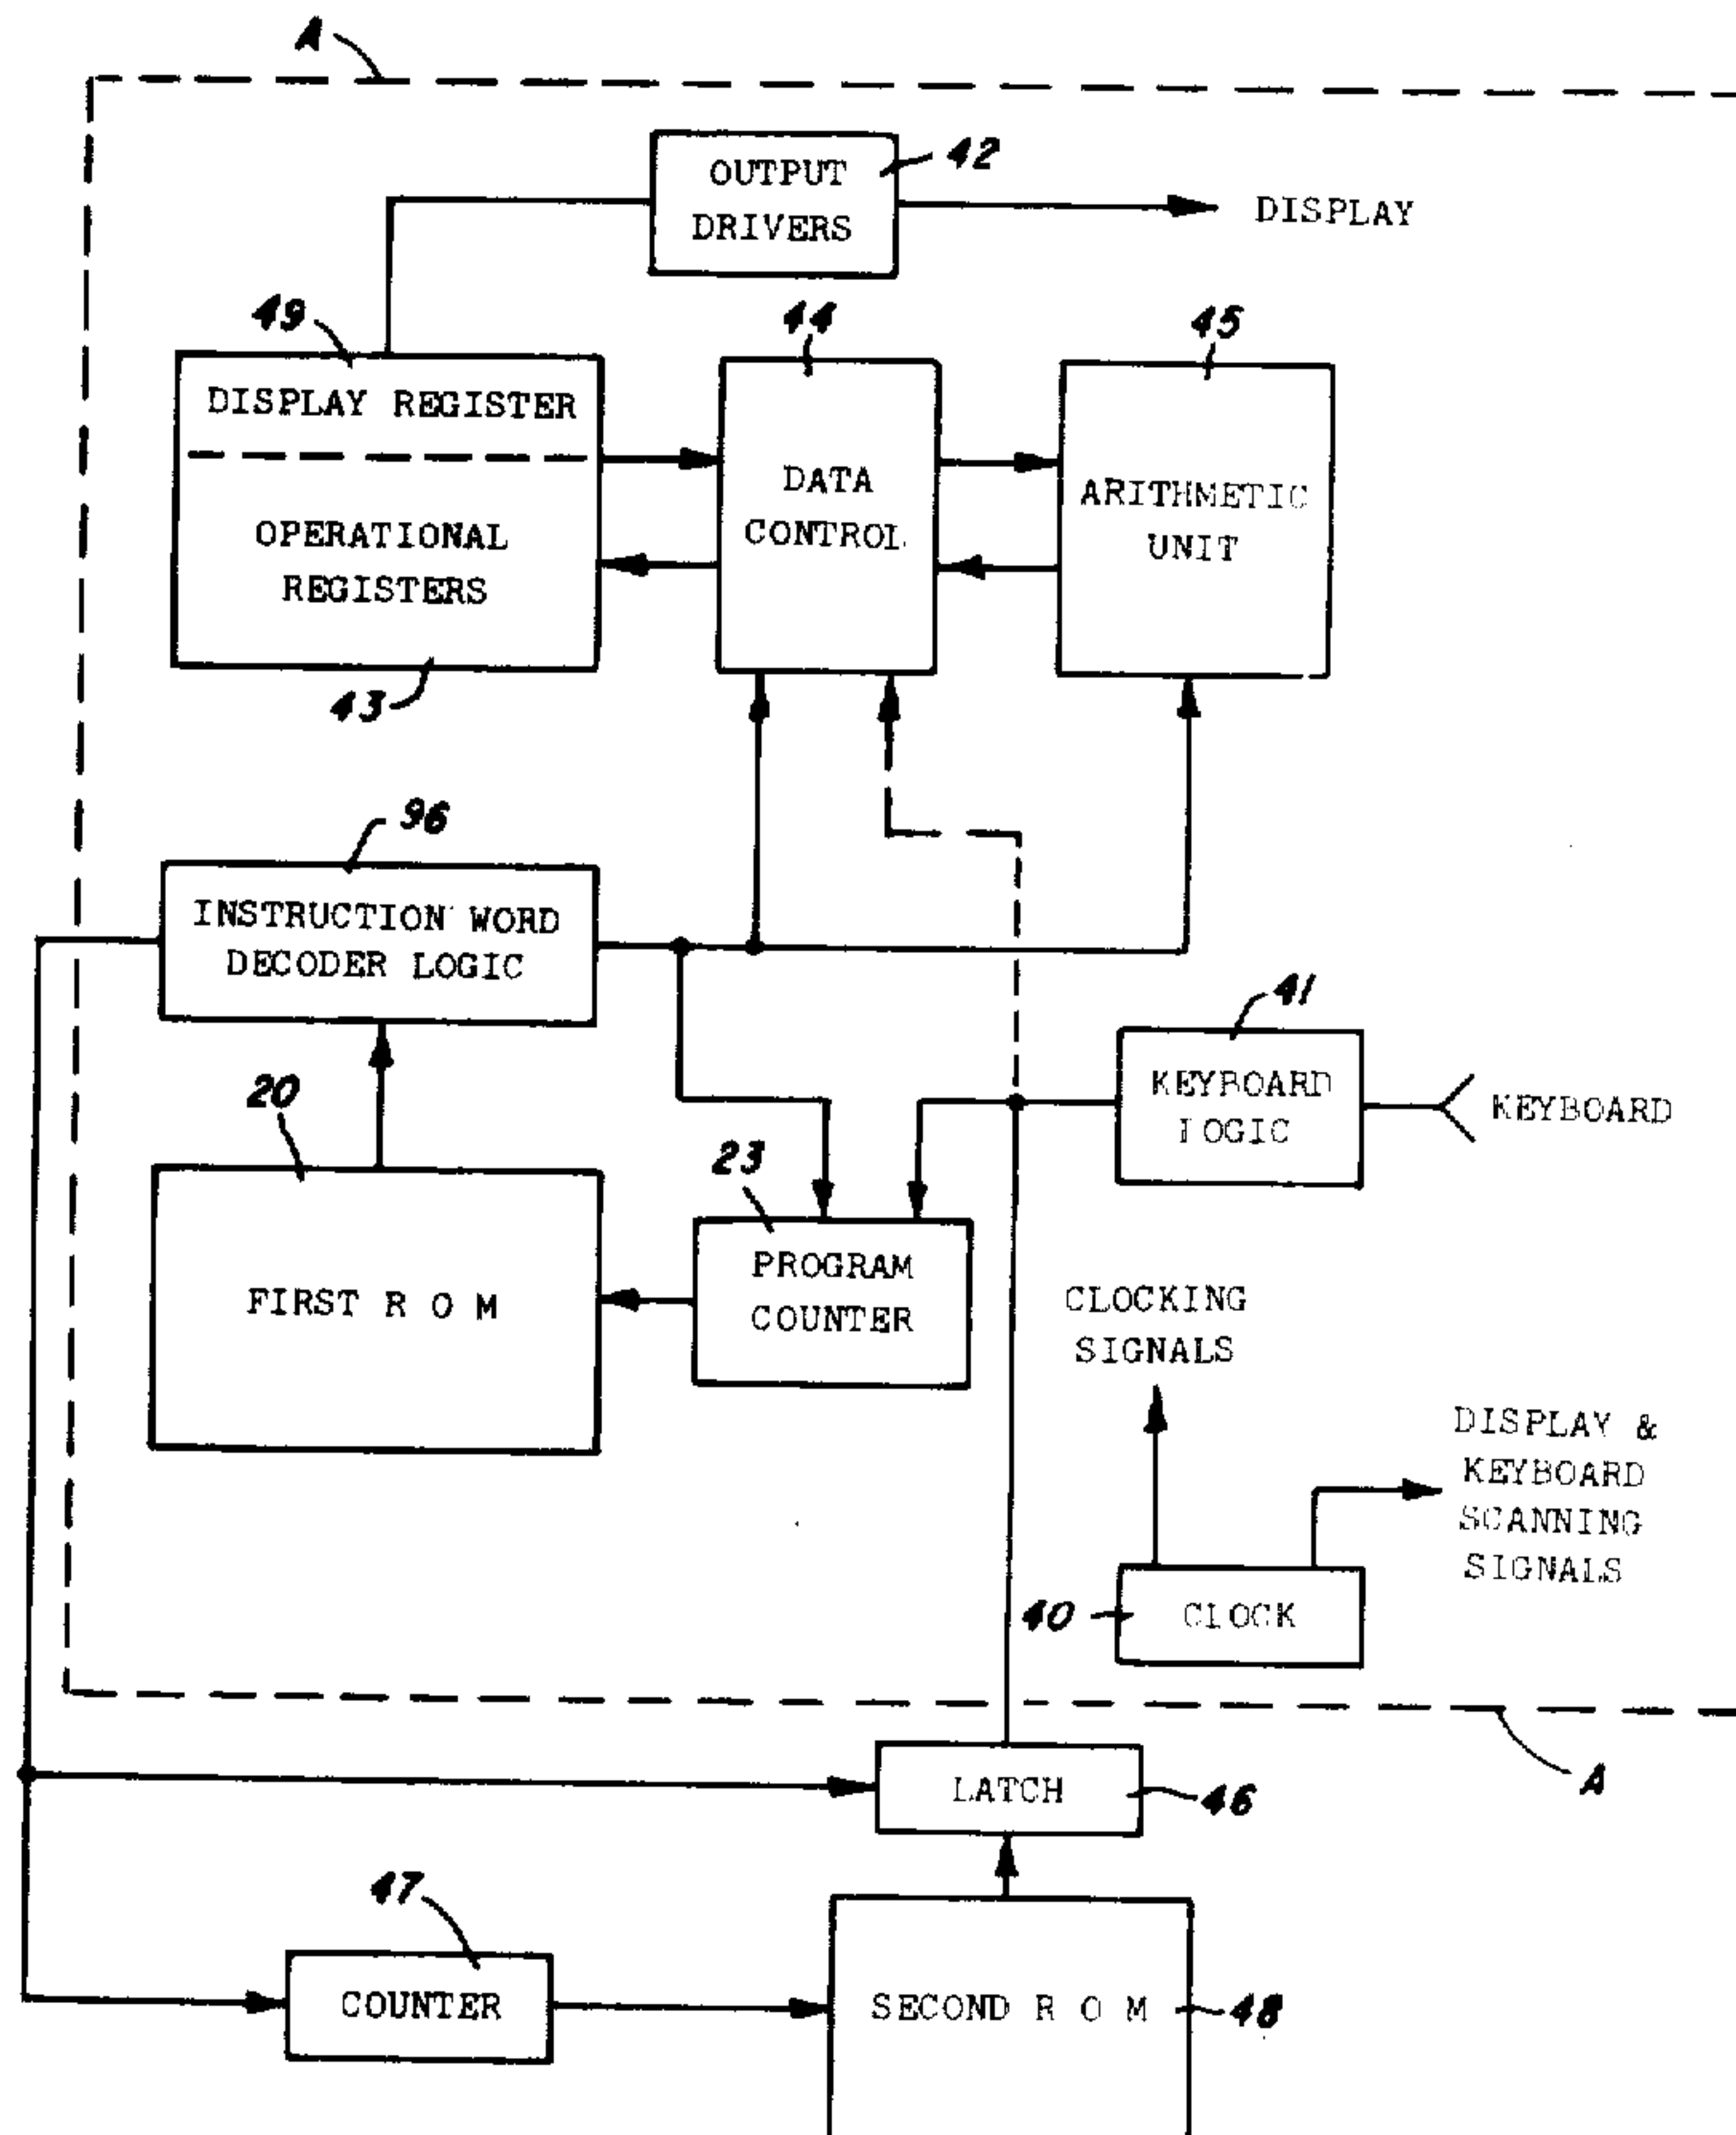 A
OUTPUT
DRIVERS
42
DISPLAY
49
44
45
DISPLAY REGISTER
OPERATIONAL
REGISTERS
DATA
CONTROL
ARITHMETIC
UNIT
43
96
INSTRUCTION WORD
DECODER LOGIC
41
KEYBOARD
LOGIC
KEYBOARD
20
23
FIRST R O M
PROGRAM
COUNTER
CLOCKING
SIGNALS
DISPLAY &
KEYBOARD
SCANNING
SIGNALS
40
CLOCK
LATCH
46
A
47
COUNTER
SECOND R O M
48